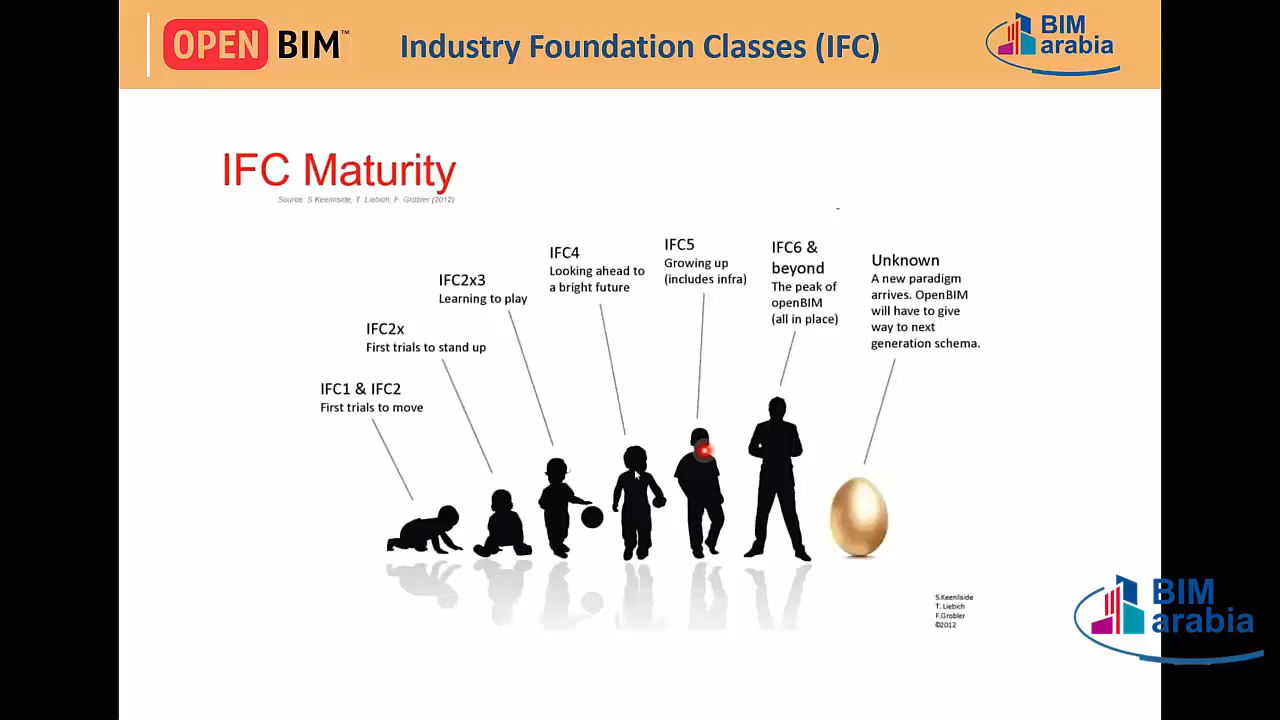 OPEN BIM™
Industry Foundation Classes (IFC)
BIM
arabia
IFC Maturity
Source: S.Keenliside, T. Liebich, F. Grobler (2012)
IFC1 & IFC2
First trials to move
IFC2x
First trials to stand up
IFC2x3
Learning to play
IFC4
Looking ahead to
a bright future
IFC5
Growing up
(includes infra)
IFC6 &
beyond
The peak of
openBIM
(all in place)
Unknown
A new paradigm
arrives. OpenBIM
will have to give
way to next
generation schema.
S.Keenliside
T. Liebich
F.Grobler
©2012
BIM
arabia